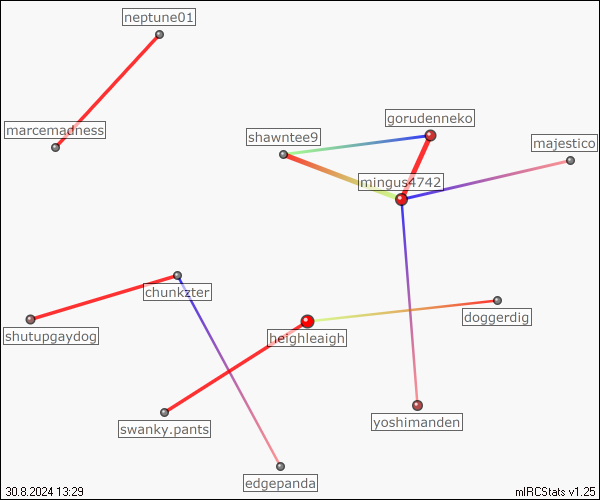 neptune01
gorudenneko
marcemadness
shawntee9
majestico
mingus4742
chunkzter
doggerdig
shutupgaydog
heighleaigh
yoshimanden
swanky.pants
edgepanda
30.8.2024 13:29
mIRCStats v1.25